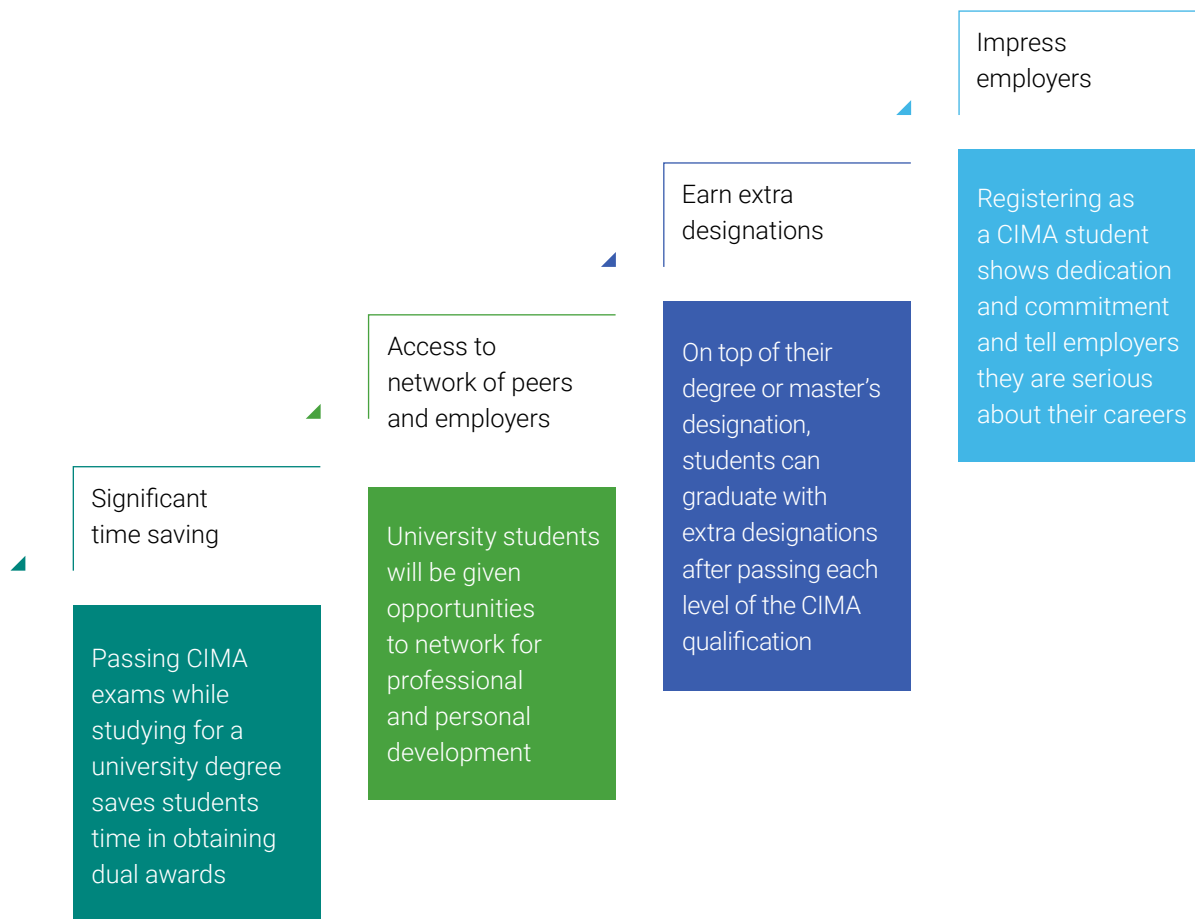 Significant
time saving
Passing CIMA
exams while
studying for a
university degree
saves students
time in obtaining
dual awards
Access to
network of peers
and employers
University students
will be given
opportunities
to network for
professional
and personal
development
Earn extra
designations
On top of their
degree or master’s
designation,
students can
graduate with
extra designations
after passing each
level of the CIMA
qualification
Impress
employers
Registering as
a CIMA student
shows dedication
and commitment
and tell employers
they are serious
about their careers